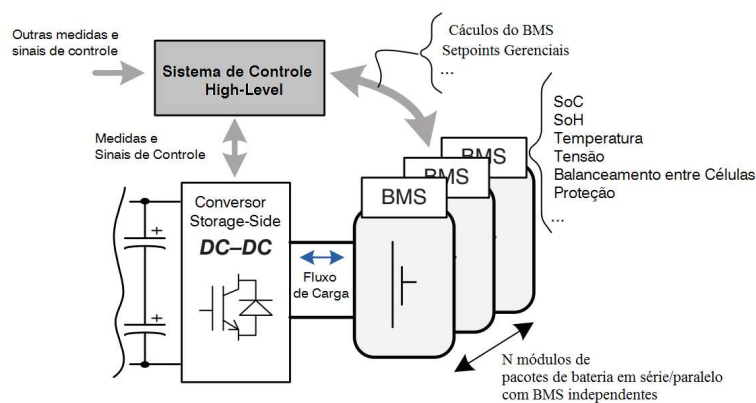 Outras medidas e
sinais de controle
Sistema de Controle
High-Level
Cáculos do BMS
Setpoints Gerenciais
...
Medidas e
Sinais de Controle
SoC
SoH
Temperatura
Tensão
Balanceamento entre Células
Proteção
...
BMS
BMS
BMS
Conversor
Storage-Side
DC–DC
Fluxo
de Carga
+
+
N módulos de
pacotes de bateria em série/paralelo
com BMS independentes